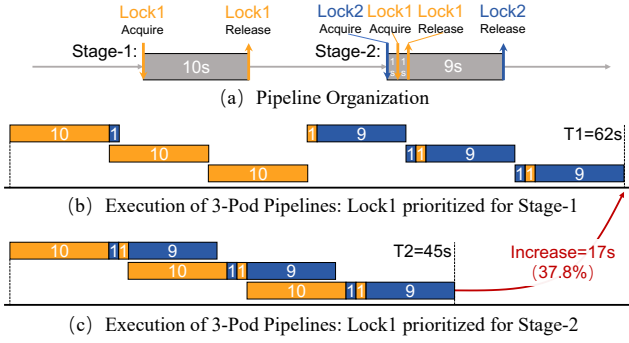 Lock1 Lock1 Lock2 Lock1 Lock1 Lock2
Acquire Release Acquire Acquire Release Release
Stage-1: Stage-2:
10s 1s 1s 9s
(a) Pipeline Organization
10 1 1 9 T1=62s
10 1 1 9
10 1 1 9
(b) Execution of 3-Pod Pipelines: Lock1 prioritized for Stage-1
10 1 1 9 T2=45s Increase=17s
10 1 1 9 (37.8%)
10 1 1 9
(c) Execution of 3-Pod Pipelines: Lock1 prioritized for Stage-2